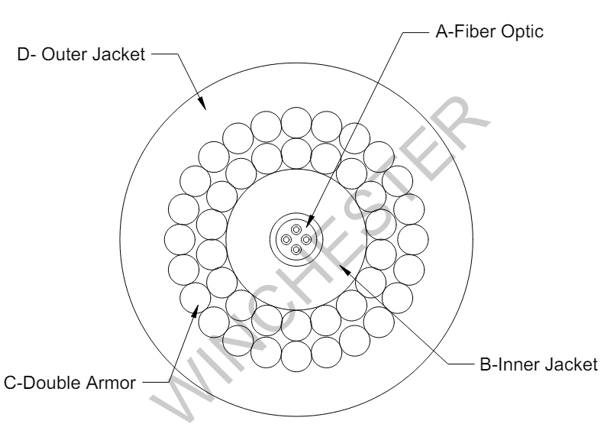 A-Fiber Optic
D- Outer Jacket
WINCHESTER
B-Inner Jacket
C-Double Armor